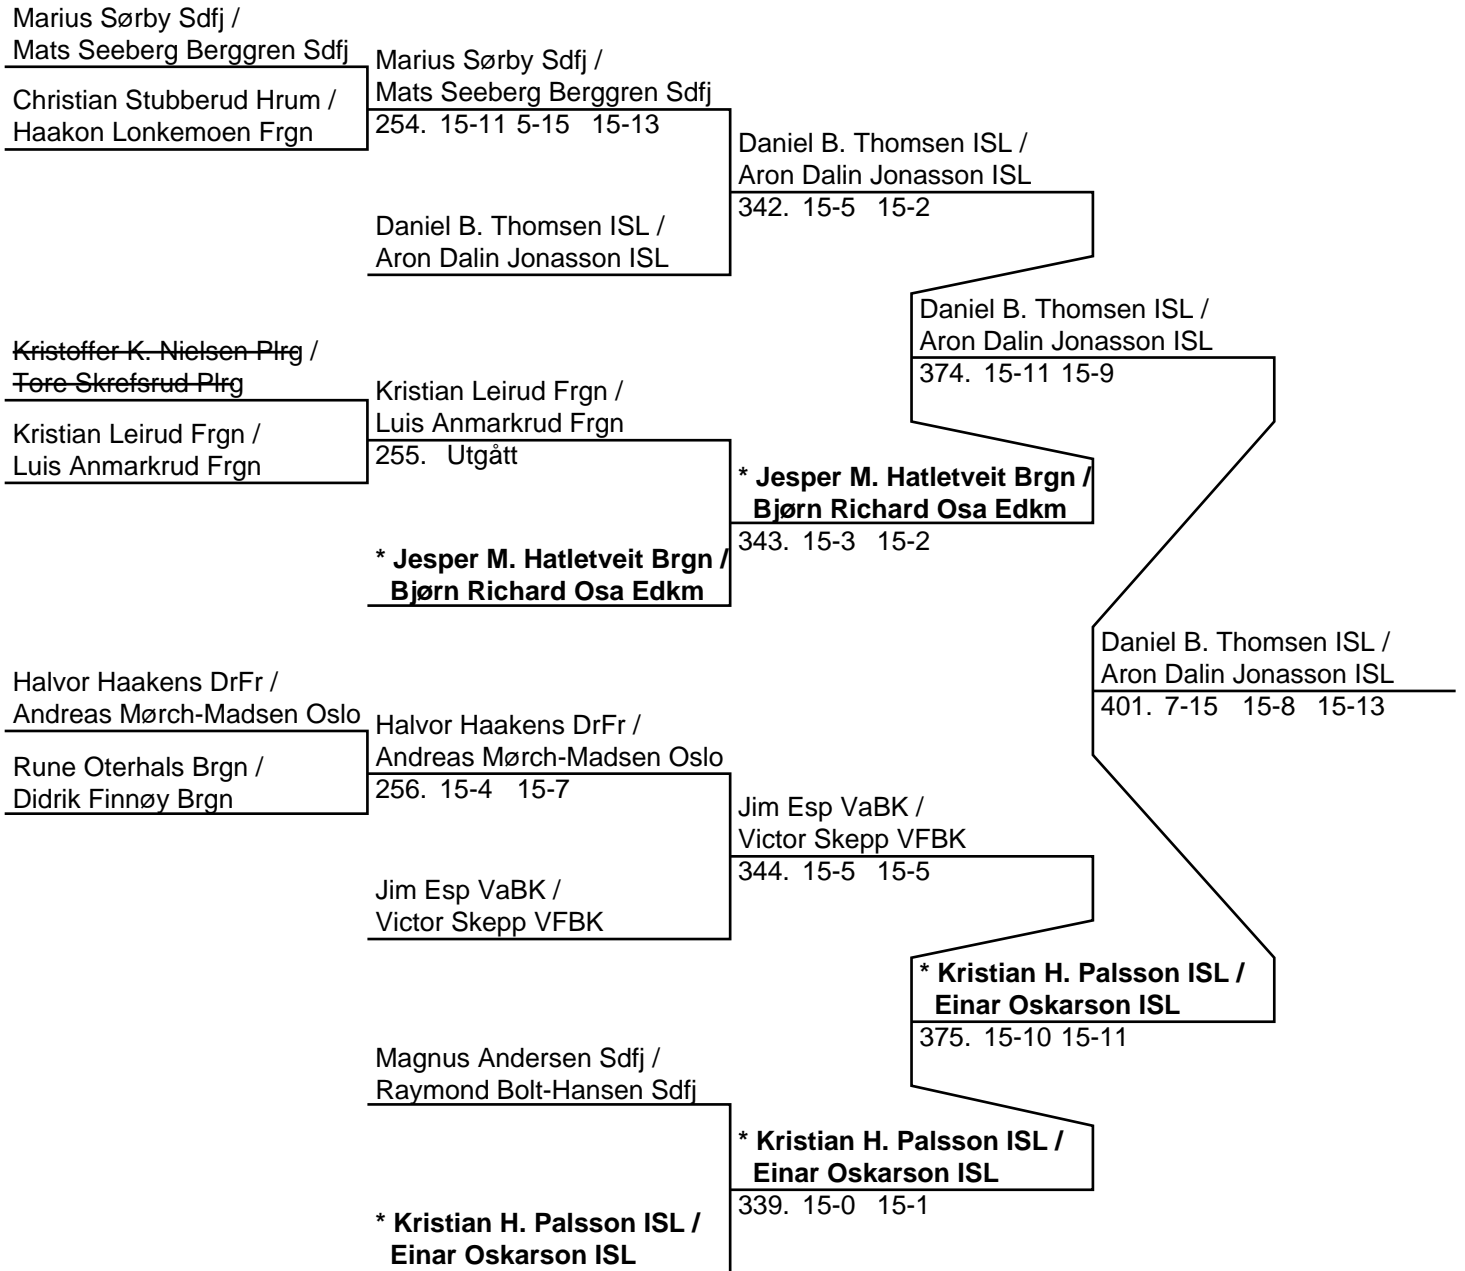 Marius Sørby Sdfj /
Mats Seeberg Berggren Sdfj
Christian Stubberud Hrum /
Haakon Lonkemoen Frgn
Kristoffer K. Nielsen Plrg /
Tore Skrefsrud Plrg
Kristian Leirud Frgn /
Luis Anmarkrud Frgn
Halvor Haakens DrFr /
Andreas Mørch-Madsen Oslo
Rune Oterhals Brgn /
Didrik Finnøy Brgn
Marius Sørby Sdfj /
Mats Seeberg Berggren Sdfj
254. 15-11 5-15 15-13
Daniel B. Thomsen ISL /
Aron Dalin Jonasson ISL
Kristian Leirud Frgn /
Luis Anmarkrud Frgn
255. Utgått
* Jesper M. Hatletveit Brgn /
Bjørn Richard Osa Edkm
Halvor Haakens DrFr /
Andreas Mørch-Madsen Oslo
256. 15-4 15-7
Jim Esp VaBK /
Victor Skepp VFBK
Magnus Andersen Sdfj /
Raymond Bolt-Hansen Sdfj
* Kristian H. Palsson ISL /
Einar Oskarson ISL
Daniel B. Thomsen ISL /
Aron Dalin Jonasson ISL
342. 15-5 15-2
* Jesper M. Hatletveit Brgn /
Bjørn Richard Osa Edkm
343. 15-3 15-2
Jim Esp VaBK /
Victor Skepp VFBK
344. 15-5 15-5
* Kristian H. Palsson ISL /
Einar Oskarson ISL
339. 15-0 15-1
Daniel B. Thomsen ISL /
Aron Dalin Jonasson ISL
374. 15-11 15-9
* Kristian H. Palsson ISL /
Einar Oskarson ISL
375. 15-10 15-11
Daniel B. Thomsen ISL /
Aron Dalin Jonasson ISL
401. 7-15 15-8 15-13